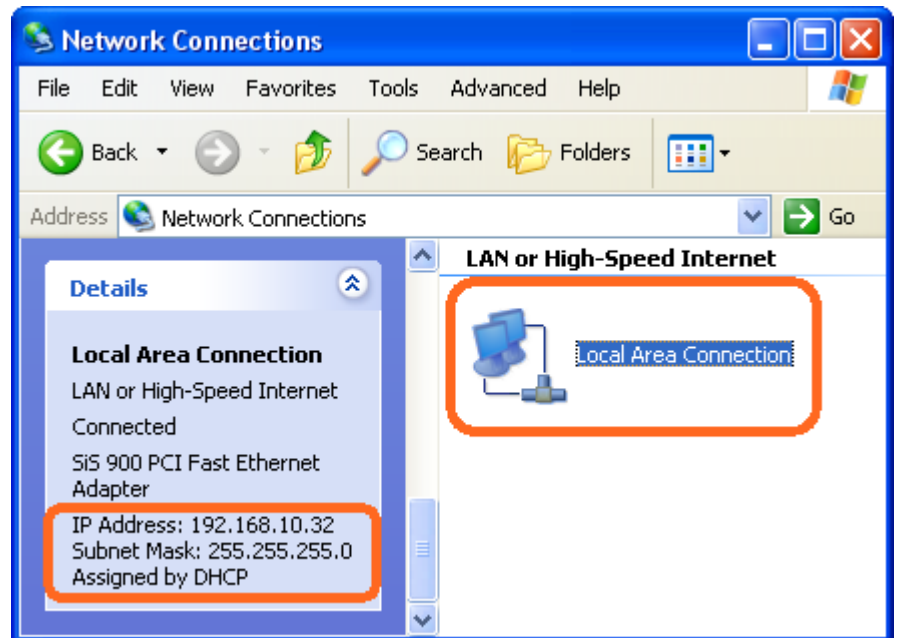 Network Connections
File Edit View Favorites Tools Advanced Help
Back Search Folders
Address Network Connections Go
Details
Local Area Connection
LAN or High-Speed Internet
Connected
SiS 900 PCI Fast Ethernet
Adapter
IP Address: 192.168.10.32
Subnet Mask: 255.255.255.0
Assigned by DHCP
LAN or High-Speed Internet
Local Area Connection